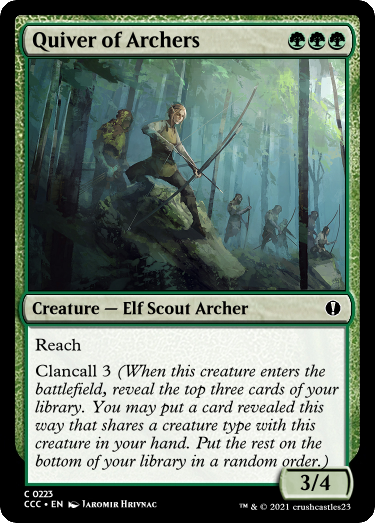 Quiver of Archers
Creature — Elf Scout Archer
Reach
Clancall 3 (When this creature enters the
battlefield, reveal the top three cards of your
library. You may put a card revealed this
way that shares a creature type with this
creature in your hand. Put the rest on the
bottom of your library in a random order.)
3/4
C 0223
CCC • EN Jaromir Hrivnac
™ & © 2021 crushcastles23